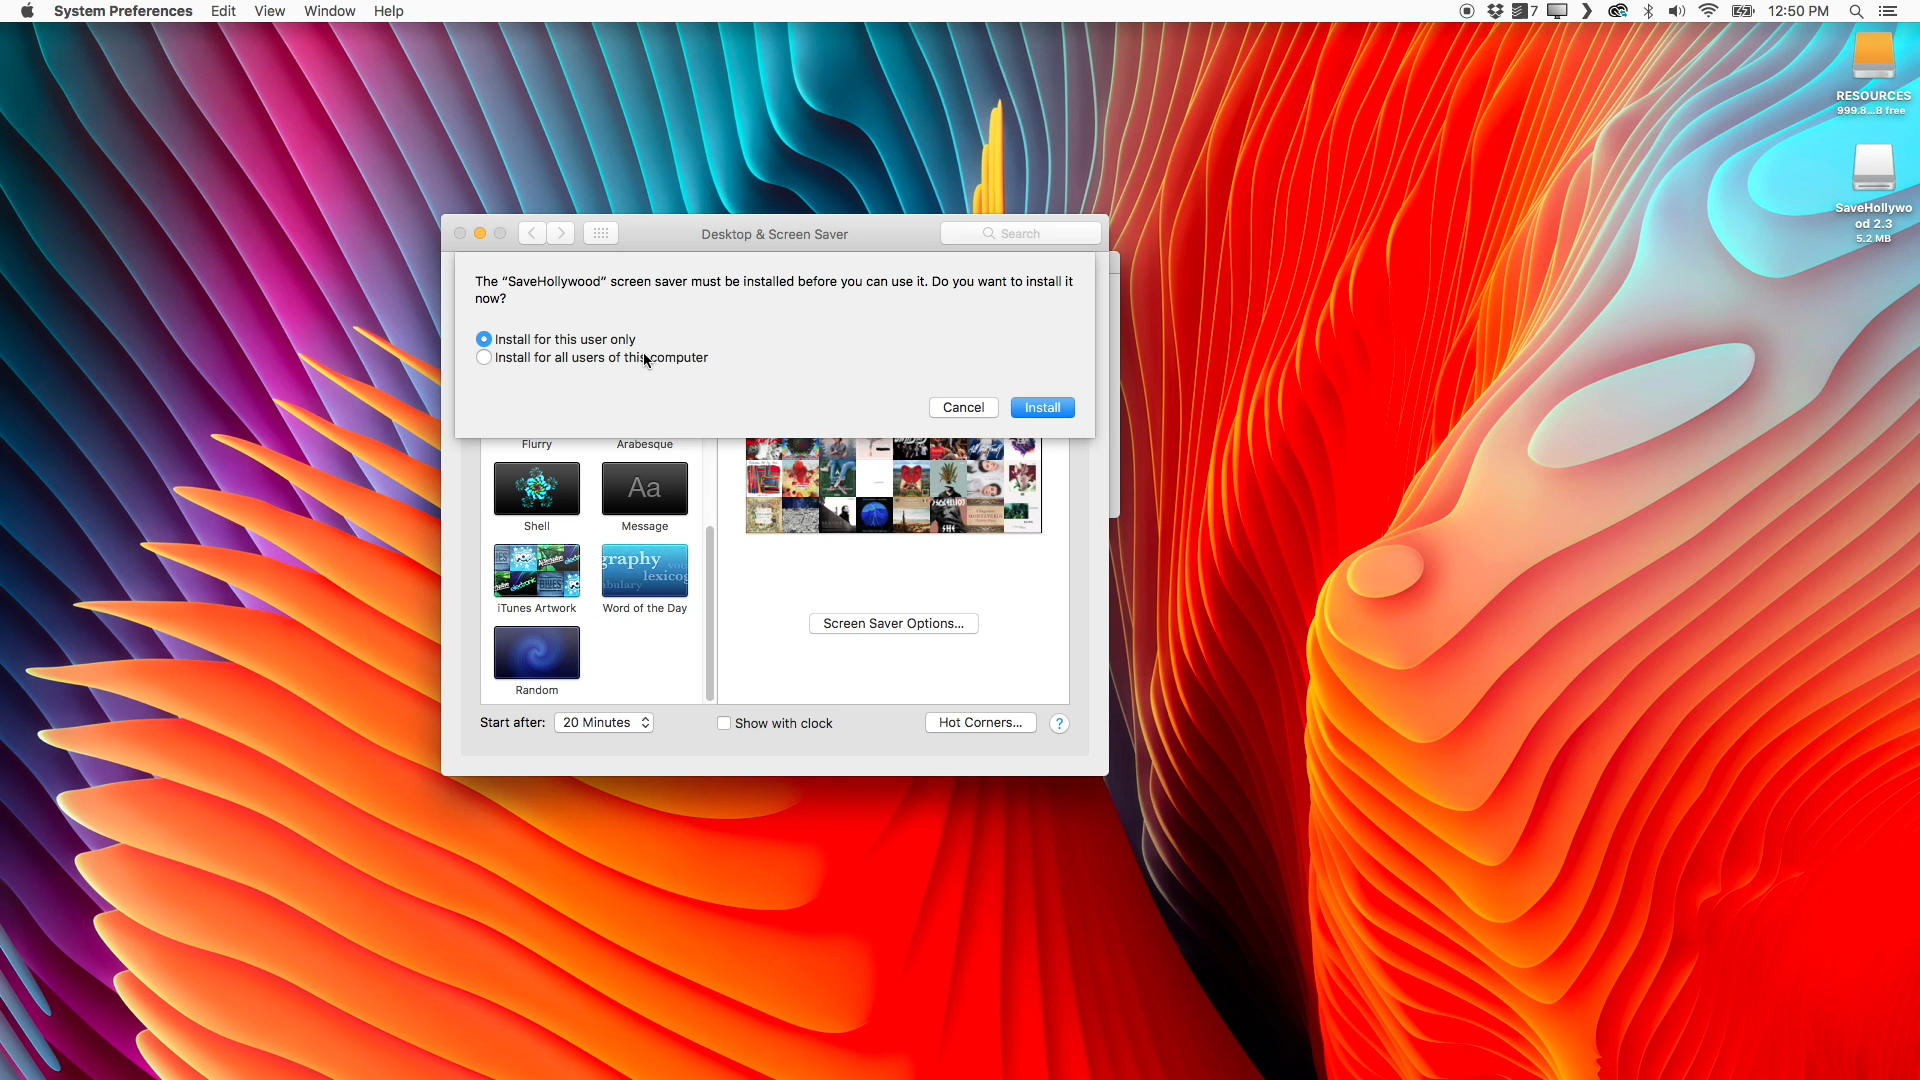 System Preferences Edit View Window Help
7 12:50 PM
RESOURCES
999.8...B free
SaveHollywo
od 2.3
5.2 MB
Desktop & Screen Saver
Search
The “SaveHollywood” screen saver must be installed before you can use it. Do you want to install it
now?
Install for this user only
Install for all users of this computer
Cancel Install
Flurry Arabesque
Aa
Shell Message
graphy
lexicog
iTunes Artwork Word of the Day
Screen Saver Options...
Random
Start after: 20 Minutes Show with clock Hot Corners... ?